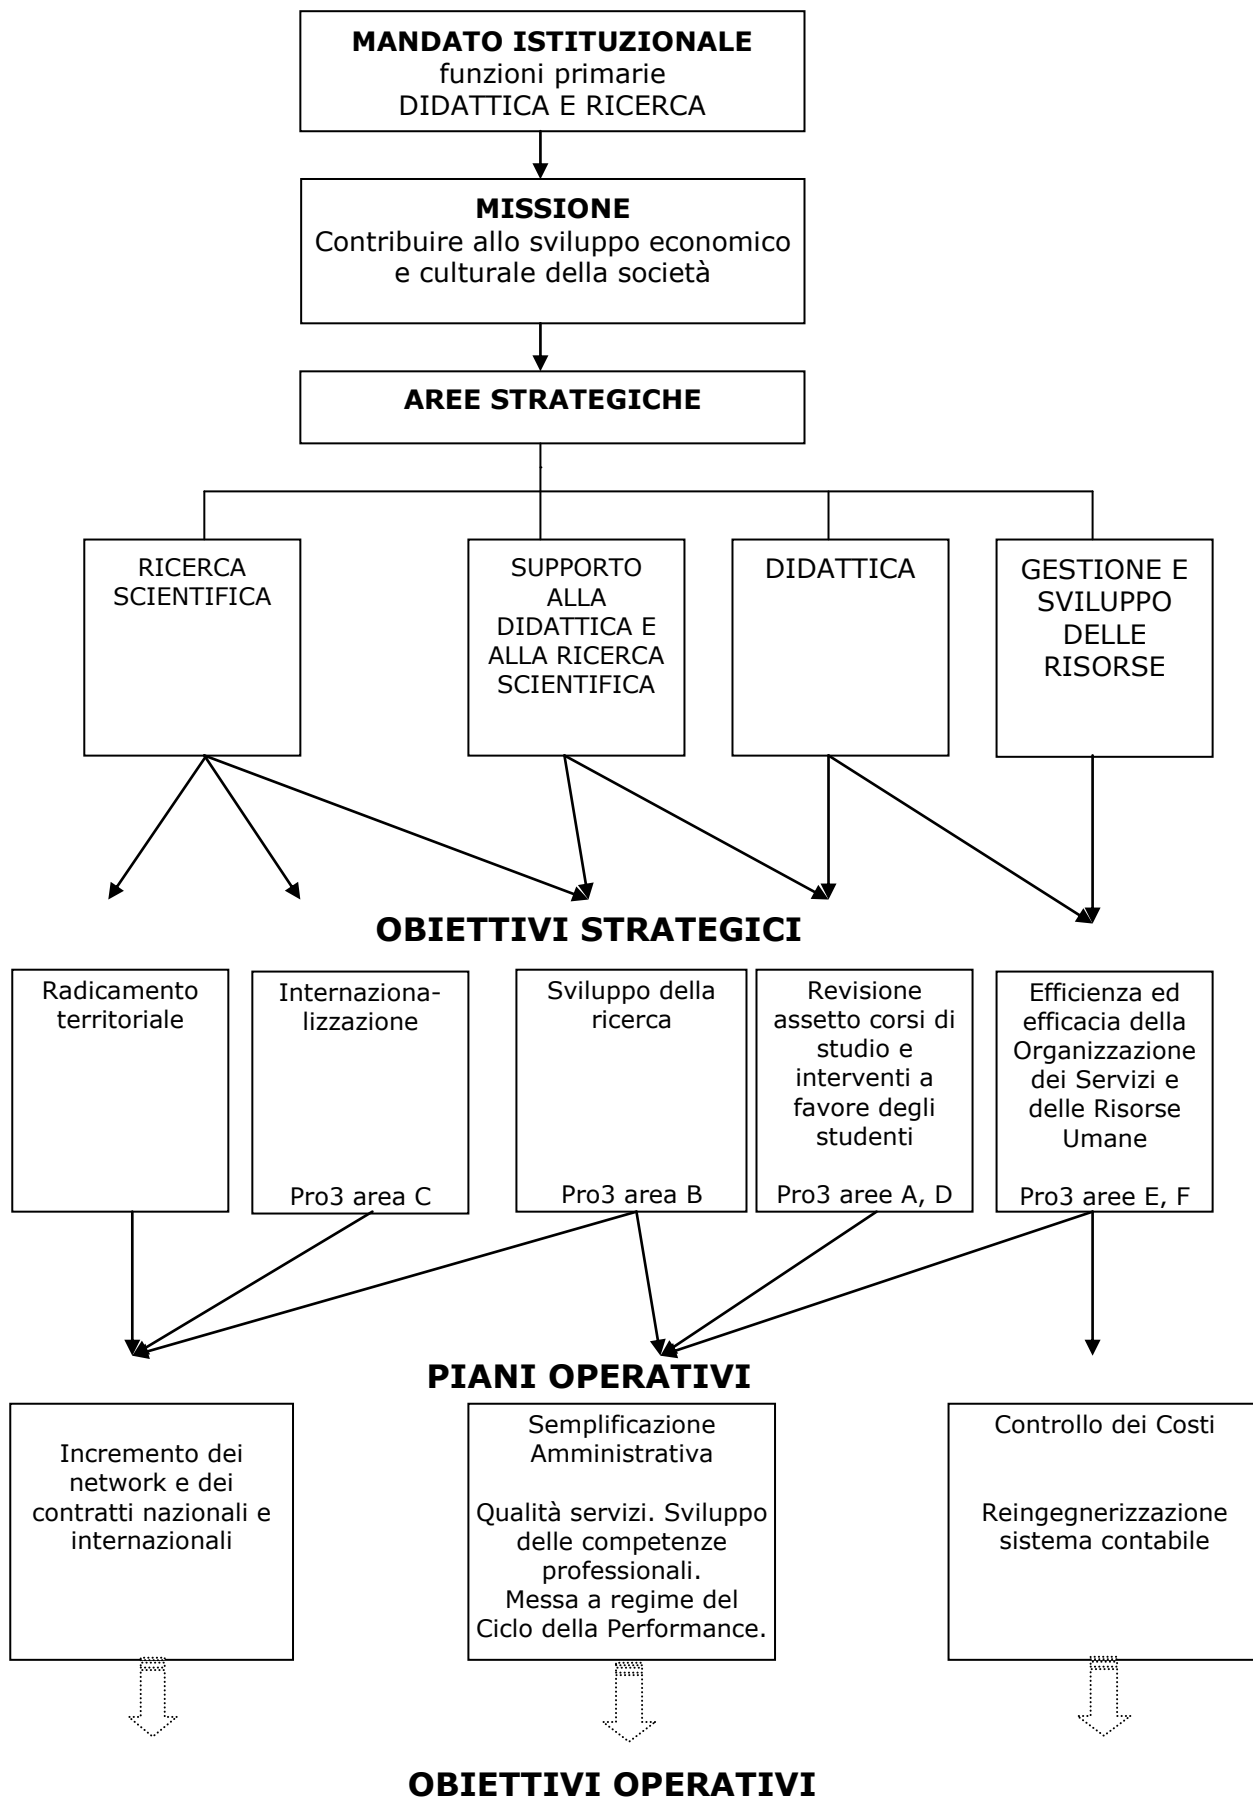 MANDATO ISTITUZIONALE
funzioni primarie
DIDATTICA E RICERCA
MISSIONE
Contribuire allo sviluppo economico
e culturale della società
AREE STRATEGICHE
RICERCA
SCIENTIFICA
SUPPORTO
ALLA
DIDATTICA E
ALLA RICERCA
SCIENTIFICA
DIDATTICA
GESTIONE E
SVILUPPO
DELLE
RISORSE
OBIETTIVI STRATEGICI
Radicamento
territoriale
Internaziona-
lizzazione
Pro3 area C
Sviluppo della
ricerca
Pro3 area B
Revisione
assetto corsi di
studio e
interventi a
favore degli
studenti
Pro3 aree A, D
Efficienza ed
efficacia della
Organizzazione
dei Servizi e
delle Risorse
Umane
Pro3 aree E, F
PIANI OPERATIVI
Incremento dei
network e dei
contratti nazionali e
internazionali
Semplificazione
Amministrativa
Qualità servizi. Sviluppo
delle competenze
professionali.
Messa a regime del
Ciclo della Performance.
Controllo dei Costi
Reingegnerizzazione
sistema contabile
OBIETTIVI OPERATIVI